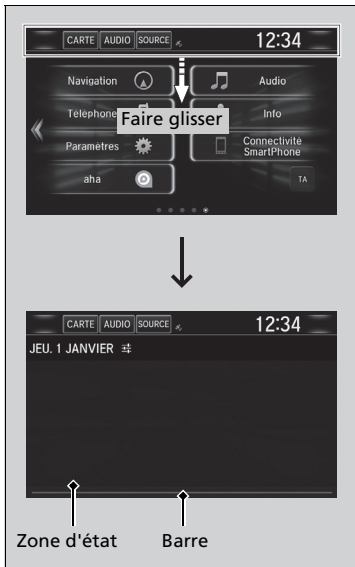 CARTE AUDIO SOURCE 12:34
Navigation Audio
Telephone Info
Faire glisser
Paramètres Connectivité
SmartPhone
aha TA
CARTE AUDIO SOURCE 12:34
JEU. 1 JANVIER
Zone d'état Barre